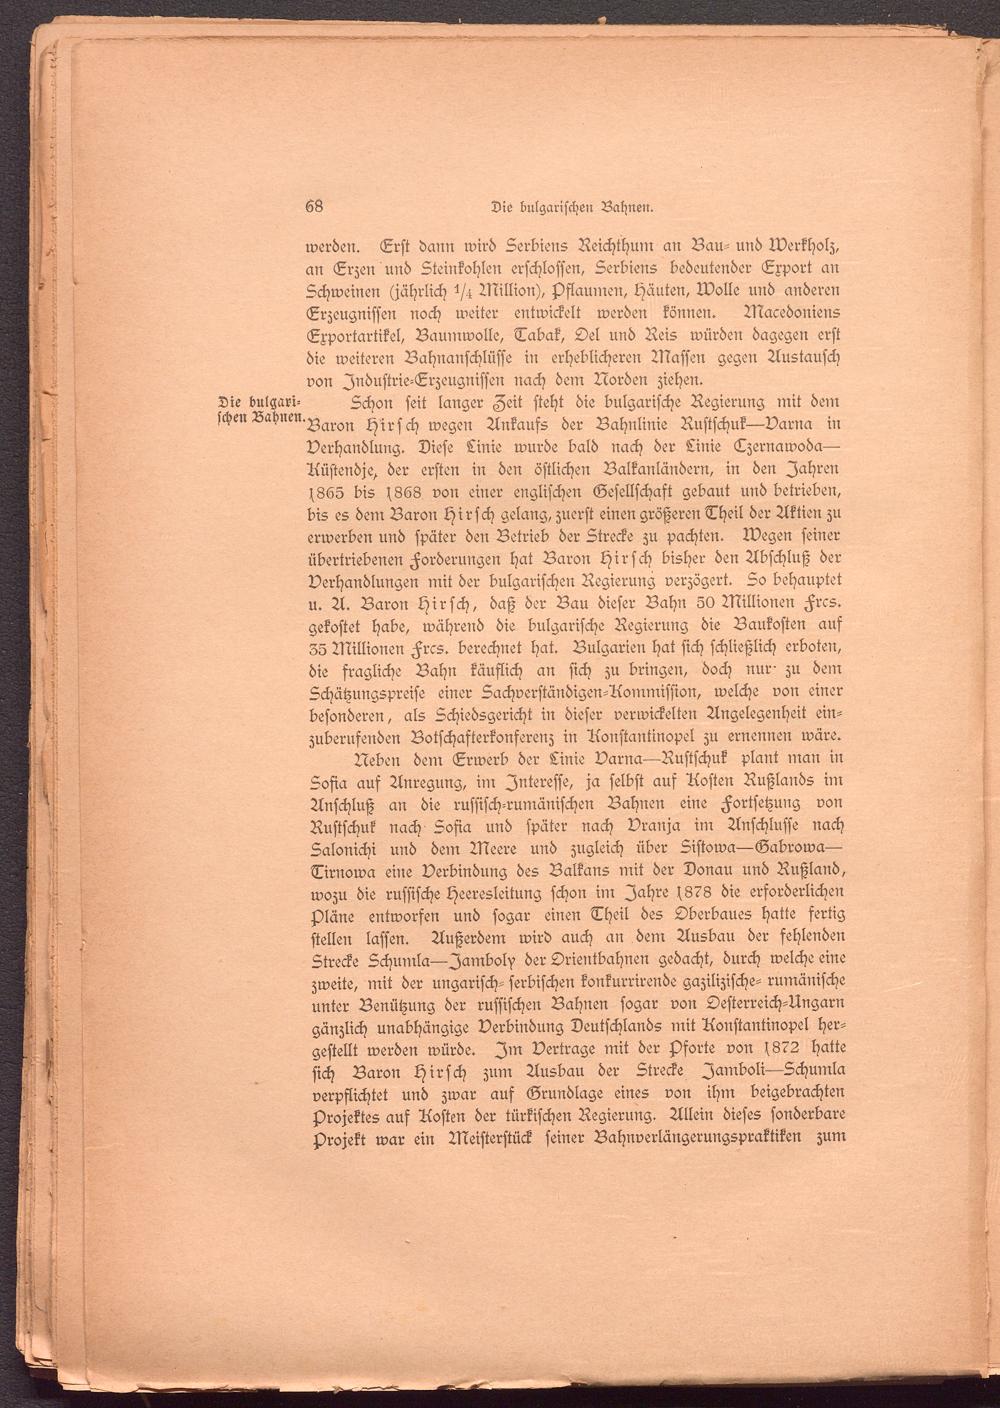 68
Die bulgarischen Bahnen.
werden. Erst dann wird Serbiens Reichthum an Bau- und Werkholz,
an Erzen und Steinkohlen erschlossen, Serbiens bedeutender Export an
Schweinen (jährlich 1/4 Million), Pflaumen, Häuten, Wolle und anderen
Erzeugnissen noch weiter entwickelt werden können. Macedoniens
Exportartikel, Baumwolle, Tabak, Oel und Reis würden dagegen erst
die weiteren Bahnanschlüsse in erheblicheren Massen gegen Austausch
von Industrie-Erzeugnissen nach dem Norden ziehen.
Die bulgari-
schen Bahnen.
Schon seit langer Zeit steht die bulgarische Regierung mit dem
Baron Hirsch wegen Ankaufs der Bahnlinie Rustschuk—Varna in
Verhandlung. Diese Linie wurde bald nach der Linie Czernawoda—
Küstendje, der ersten in den östlichen Balkanländern, in den Jahren
1865 bis 1868 von einer englischen Gesellschaft gebaut und betrieben,
bis es dem Baron Hirsch gelang, zuerst einen größeren Theil der Aktien zu
erwerben und später den Betrieb der Strecke zu pachten. Wegen seiner
übertriebenen Forderungen hat Baron Hirsch bisher den Abschluß der
Verhandlungen mit der bulgarischen Regierung verzögert. So behauptet
u. A. Baron Hirsch, daß der Bau dieser Bahn 50 Millionen Frcs.
gekostet habe, während die bulgarische Regierung die Baukosten auf
35 Millionen Frcs. berechnet hat. Bulgarien hat sich schließlich erboten,
die fragliche Bahn käuflich an sich zu bringen, doch nur zu dem
Schätzungspreise einer Sachverständigen-Kommission, welche von einer
besonderen, als Schiedsgericht in dieser verwickelten Angelegenheit ein-
zuberufenden Botschafterkonferenz in Konstantinopel zu ernennen wäre.
Neben dem Erwerb der Linie Varna—Rustschuk plant man in
Sofia auf Anregung, im Interesse, ja selbst auf Kosten Rußlands im
Anschluß an die russisch-rumänischen Bahnen eine Fortsetzung von
Rustschuk nach Sofia und später nach Vranja im Anschlusse nach
Salonichi und dem Meere und zugleich über Sistowa—Gabrowa—
Tirnowa eine Verbindung des Balkans mit der Donau und Rußland,
wozu die russische Heeresleitung schon im Jahre 1878 die erforderlichen
Pläne entworfen und sogar einen Theil des Oberbaues hatte fertig
stellen lassen. Außerdem wird auch an dem Ausbau der fehlenden
Strecke Schumla—Jamboly der Orientbahnen gedacht, durch welche eine
zweite, mit der ungarisch-serbischen konkurrirende gazilizische-rumänische
unter Benützung der russischen Bahnen sogar von Oesterreich-Ungarn
gänzlich unabhängige Verbindung Deutschlands mit Konstantinopel her-
gestellt werden würde. Im Vertrage mit der Pforte von 1872 hatte
sich Baron Hirsch zum Ausbau der Strecke Jamboli—Schumla
verpflichtet und zwar auf Grundlage eines von ihm beigebrachten
Projektes auf Kosten der türkischen Regierung. Allein dieses sonderbare
Projekt war ein Meisterstück seiner Bahnverlängerungspraktiken zum